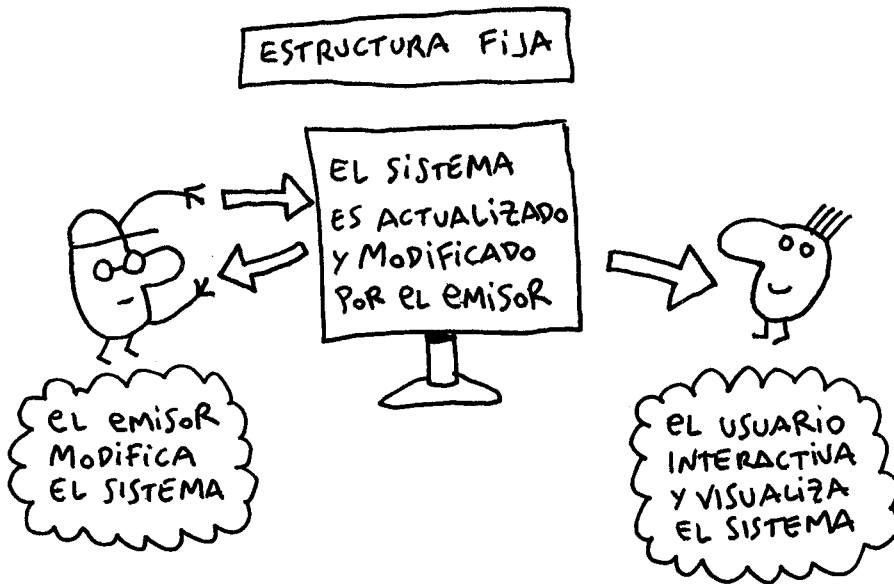 ESTRUCTURA FIJA
EL SISTEMA
ES ACTUALIZADO
Y MODIFICADO
POR EL EMISOR
EL EMISOR
MODIFICA
EL SISTEMA
EL USUARIO
INTERACTIVA
Y VISUALIZA
EL SISTEMA